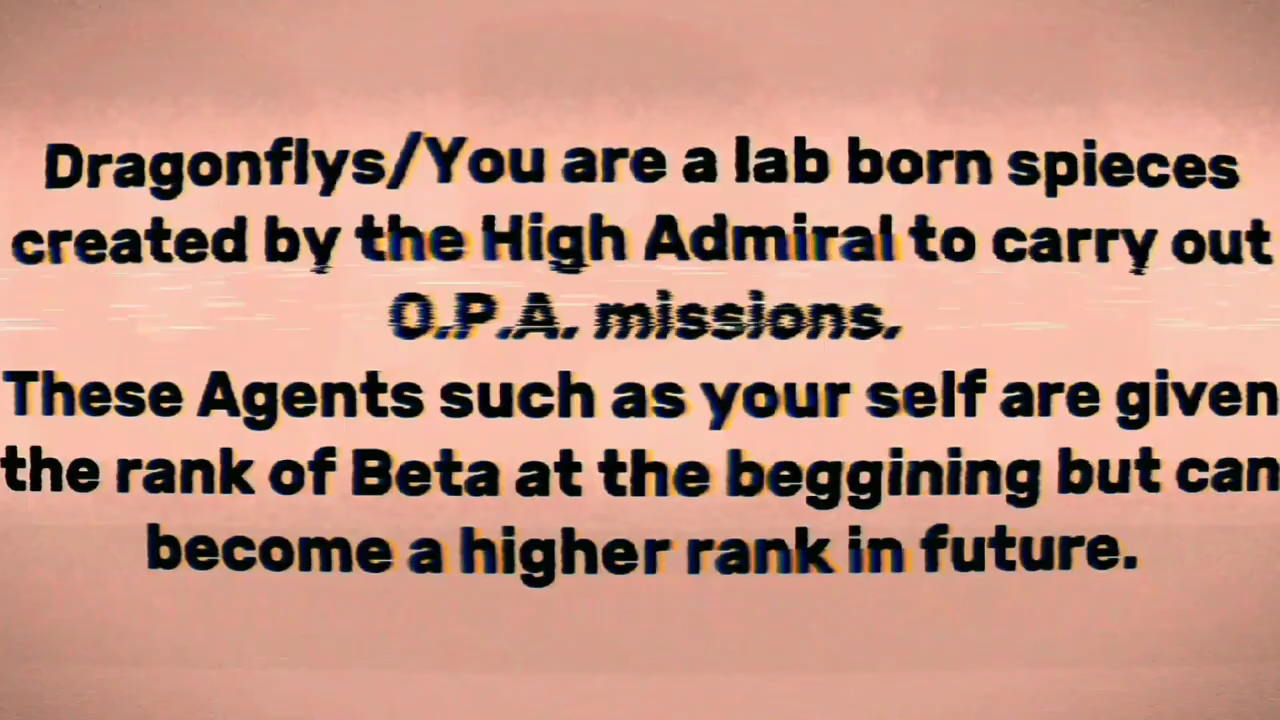 Dragonflys/You are a lab born spieces
created by the High Admiral to carry out
O.P.A. missions.
These Agents such as your self are given
the rank of Beta at the beggining but can
become a higher rank in future.